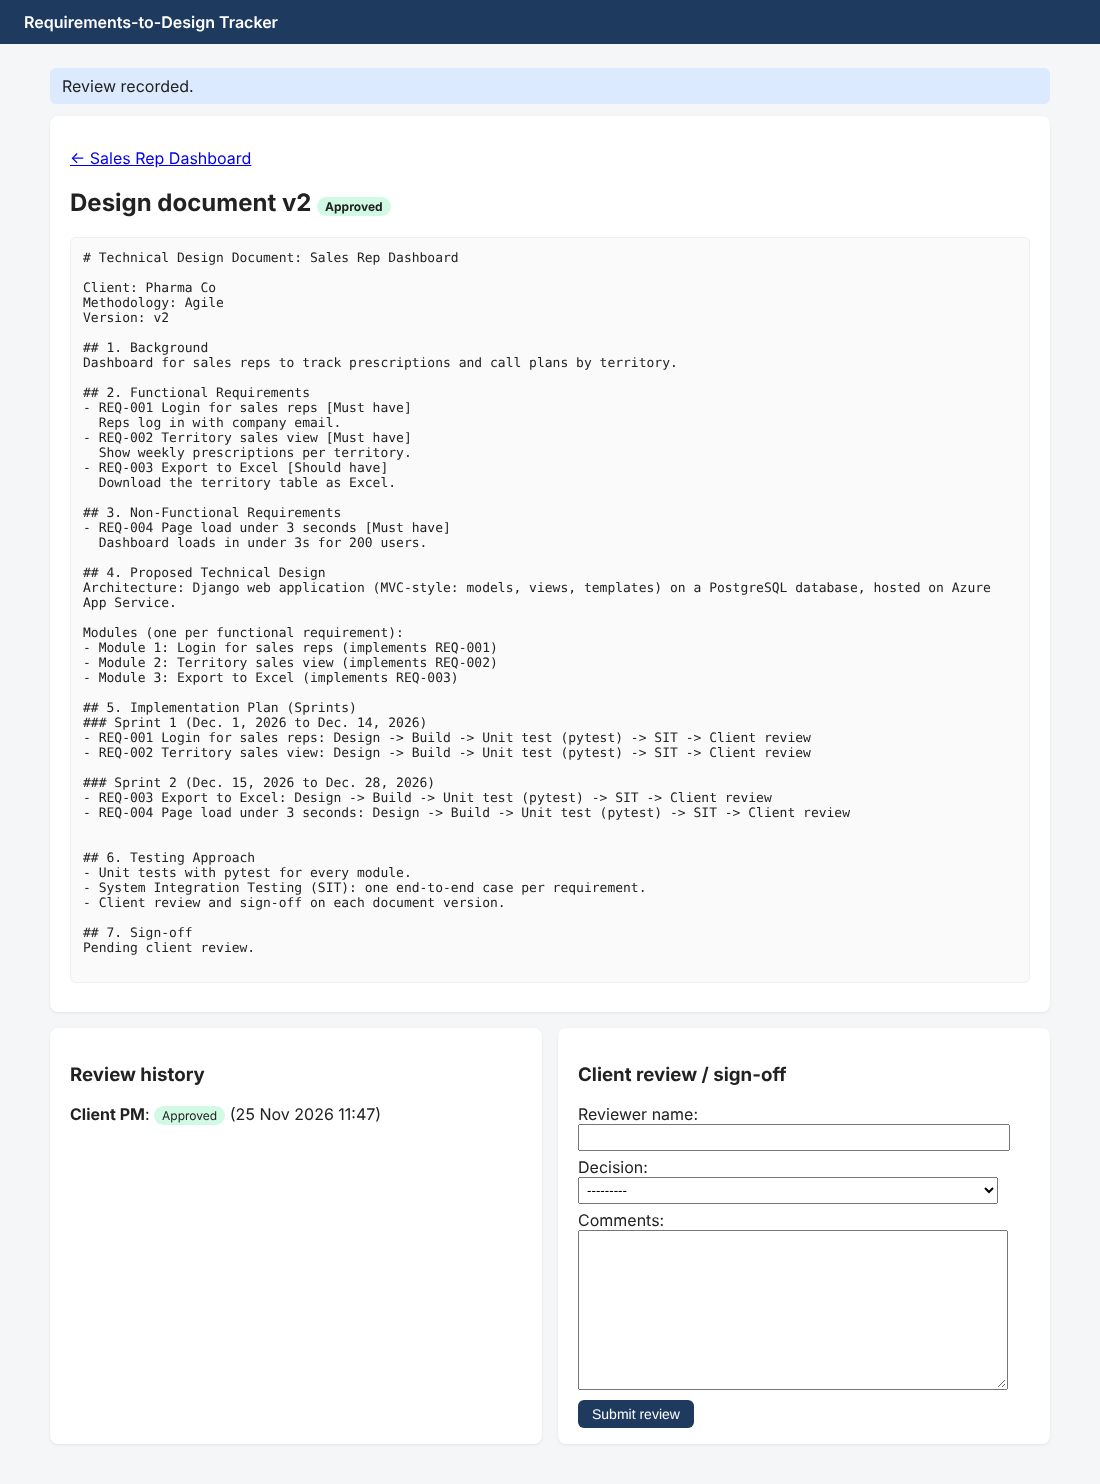 Requirements-to-Design Tracker
Review recorded.
← Sales Rep Dashboard
Design document v2 Approved
# Technical Design Document: Sales Rep Dashboard
Client: Pharma Co
Methodology: Agile
Version: v2
## 1. Background
Dashboard for sales reps to track prescriptions and call plans by territory.
## 2. Functional Requirements
- REQ-001 Login for sales reps [Must have]
Reps log in with company email.
- REQ-002 Territory sales view [Must have]
Show weekly prescriptions per territory.
- REQ-003 Export to Excel [Should have]
Download the territory table as Excel.
## 3. Non-Functional Requirements
- REQ-004 Page load under 3 seconds [Must have]
Dashboard loads in under 3s for 200 users.
## 4. Proposed Technical Design
Architecture: Django web application (MVC-style: models, views, templates) on a PostgreSQL database, hosted on Azure
App Service.
Modules (one per functional requirement):
- Module 1: Login for sales reps (implements REQ-001)
- Module 2: Territory sales view (implements REQ-002)
- Module 3: Export to Excel (implements REQ-003)
## 5. Implementation Plan (Sprints)
### Sprint 1 (Dec. 1, 2026 to Dec. 14, 2026)
- REQ-001 Login for sales reps: Design -> Build -> Unit test (pytest) -> SIT -> Client review
- REQ-002 Territory sales view: Design -> Build -> Unit test (pytest) -> SIT -> Client review
### Sprint 2 (Dec. 15, 2026 to Dec. 28, 2026)
- REQ-003 Export to Excel: Design -> Build -> Unit test (pytest) -> SIT -> Client review
- REQ-004 Page load under 3 seconds: Design -> Build -> Unit test (pytest) -> SIT -> Client review
## 6. Testing Approach
- Unit tests with pytest for every module.
- System Integration Testing (SIT): one end-to-end case per requirement.
- Client review and sign-off on each document version.
## 7. Sign-off
Pending client review.
Review history
Client PM: Approved (25 Nov 2026 11:47)
Client review / sign-off
Reviewer name:
Decision:
---------
Comments:
Submit review